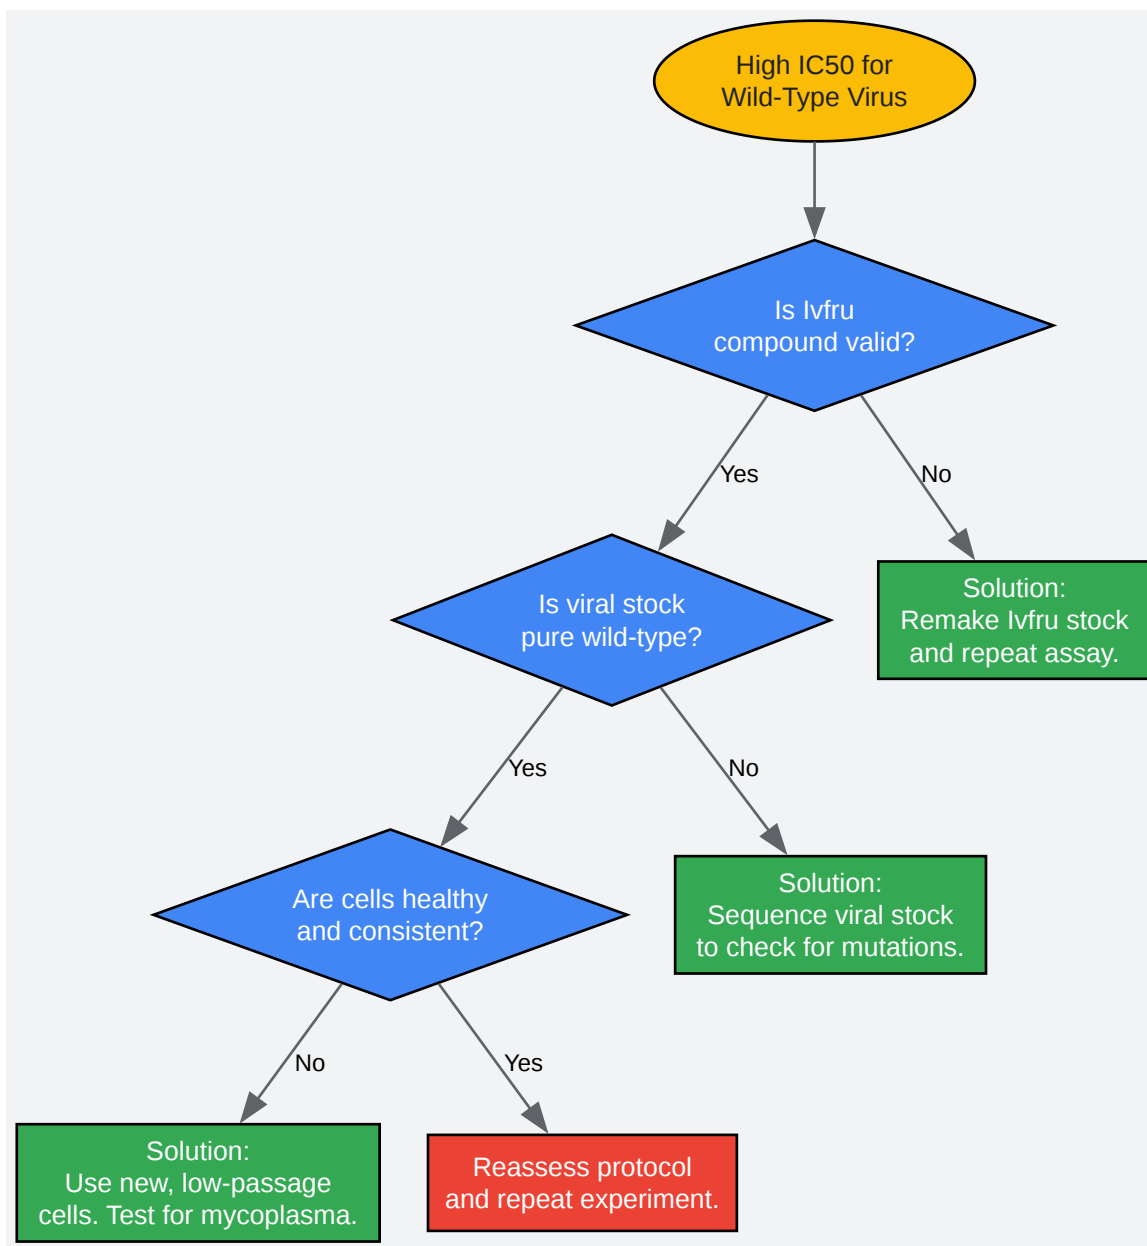 High IC50 for
Wild-Type Virus
Is Ivfru
compound valid?
Yes
No
Is viral stock
pure wild-type?
Solution:
Remake Ivfru stock
and repeat assay.
Yes
No
Are cells healthy
and consistent?
Solution:
Sequence viral stock
to check for mutations.
No
Yes
Solution:
Use new, low-passage
cells. Test for mycoplasma.
Reassess protocol
and repeat experiment.